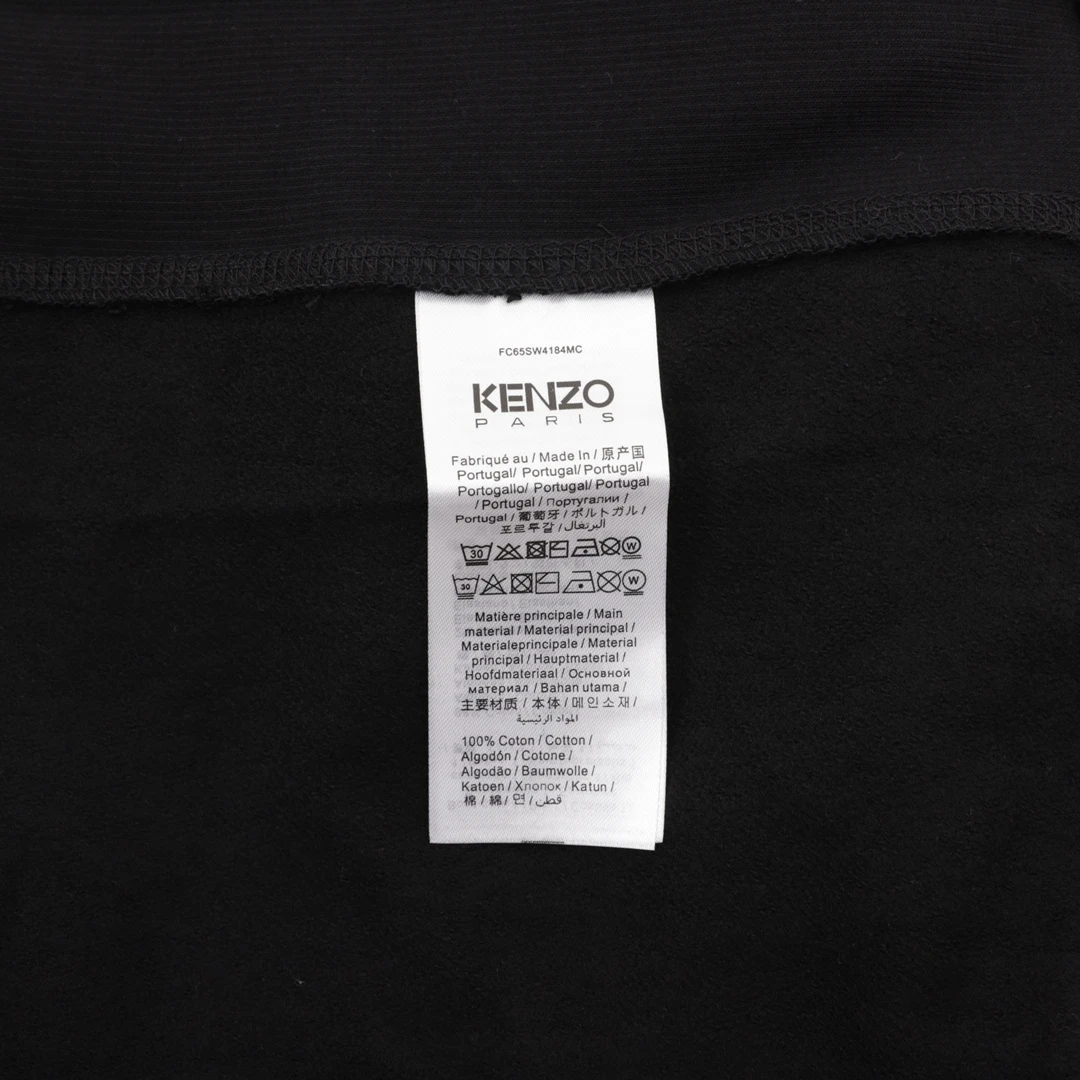 FC65SW4184MC
KENZO
PARIS
Fabriqué au / Made In / 原产国
Portugal/ Portugal/ Portugal/
Portogallo/ Portugal/ Portugal
/ Portugal / Португалии /
Portugal / 葡萄牙 / ポルトガル /
포르투갈 / البرتغال
30 W
30 W
Matière principale / Main
material / Material principal /
Materialeprincipale / Material
principal / Hauptmaterial /
Hoofdmateriaal / Основной
материал / Bahan utama /
主要材质 / 本体 / 메인 소재 /
المواد الرئيسية
100% Coton / Cotton /
Algodón / Cotone /
Algodão / Baumwolle /
Katoen / Хлопок / Katun /
棉 / 綿 / 면 / قطن